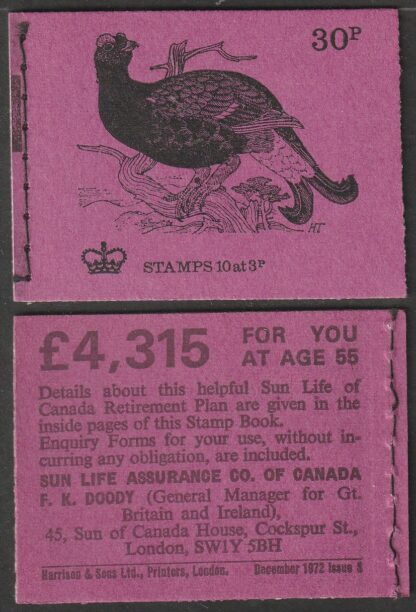 30P
HT
STAMPS 10 at 3P
£4,315 FOR YOU
AT AGE 55
Details about this helpful Sun Life of
Canada Retirement Plan are given in the
inside pages of this Stamp Book.
Enquiry Forms for your use, without in-
curring any obligation, are included.
SUN LIFE ASSURANCE CO. OF CANADA
F. K. DOODY (General Manager for Gt.
Britain and Ireland),
45, Sun of Canada House, Cockspur St.,
London, SW1Y 5BH
Harrison & Sons Ltd., Printers, London. December 1972 Issue 8